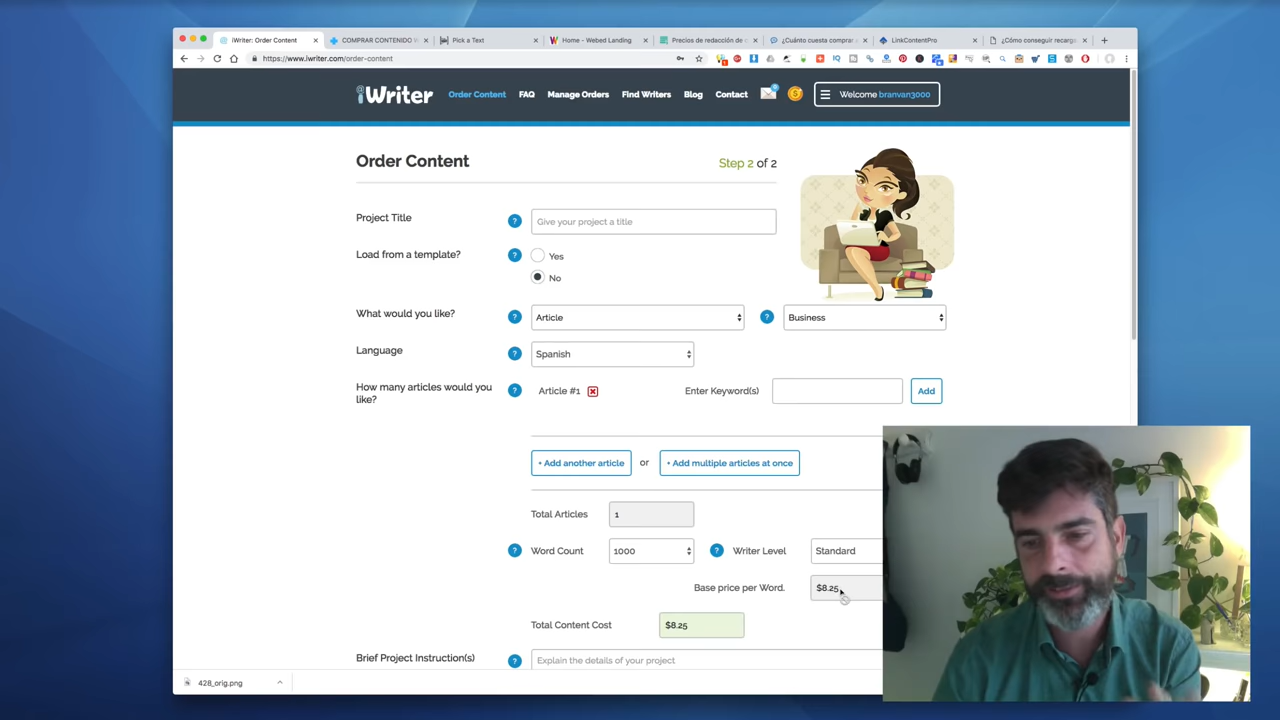 iWriter: Order Content
COMPRAR CONTENIDO
Pick a Text
Home - Webed Landing
Precios de redacción de c
¿Cuánto cuesta comprar
LinkContentPro
¿Cómo conseguir recarg
https://www.iwriter.com/order-content
iWriter
Order Content
FAQ
Manage Orders
Find Writers
Blog
Contact
Welcome branvan3000
Order Content
Step 2 of 2
Project Title
? Give your project a title
Load from a template?
? Yes
No
What would you like?
? Article
? Business
Language
? Spanish
How many articles would you like?
? Article #1
Enter Keyword(s)
Add
+ Add another article or + Add multiple articles at once
Total Articles 1
? Word Count 1000
? Writer Level Standard
Base price per Word. $8.25
Total Content Cost $8.25
Brief Project Instruction(s)
? Explain the details of your project
428_orig.png